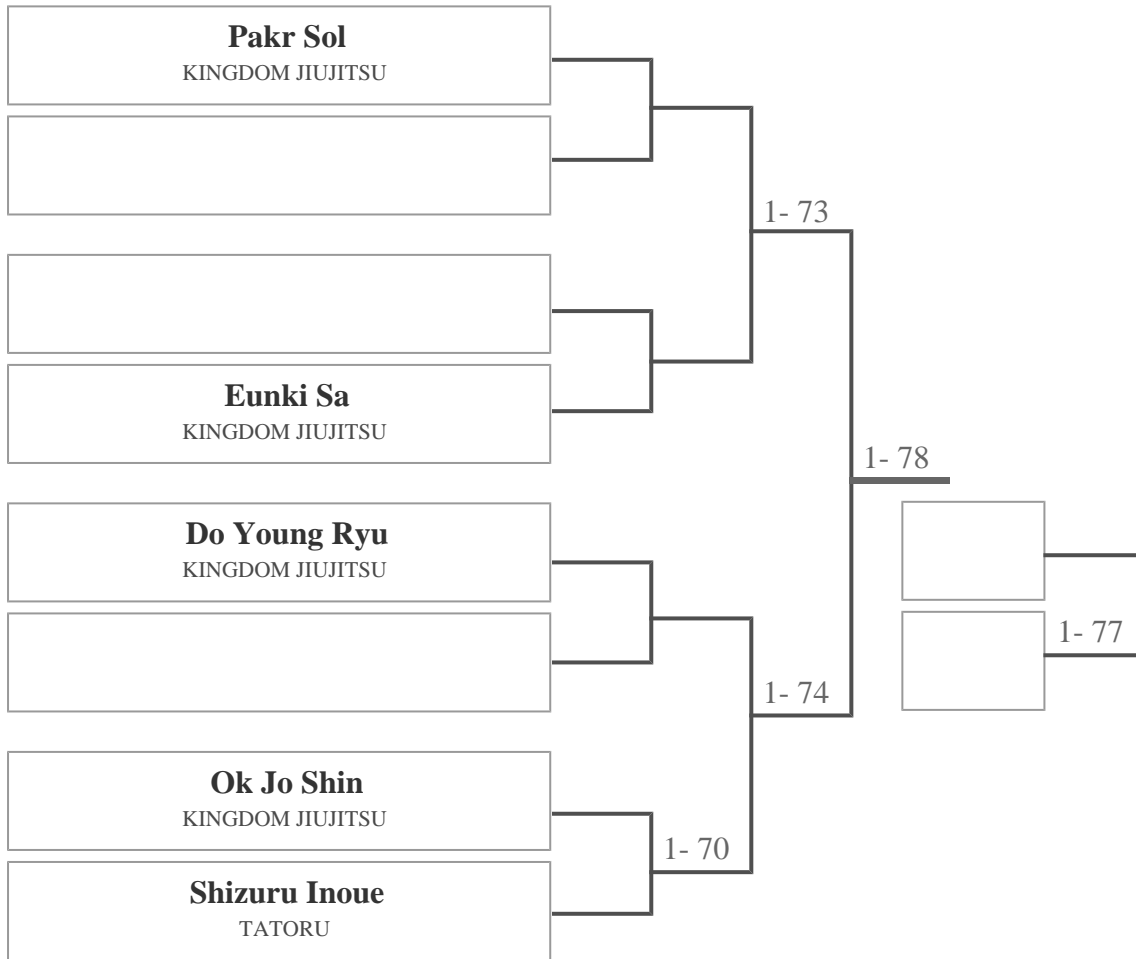 Pakr Sol
KINGDOM JIUJITSU
1- 73
Eunki Sa
KINGDOM JIUJITSU
1- 78
Do Young Ryu
KINGDOM JIUJITSU
1- 77
1- 74
Ok Jo Shin
KINGDOM JIUJITSU
1- 70
Shizuru Inoue
TATORU